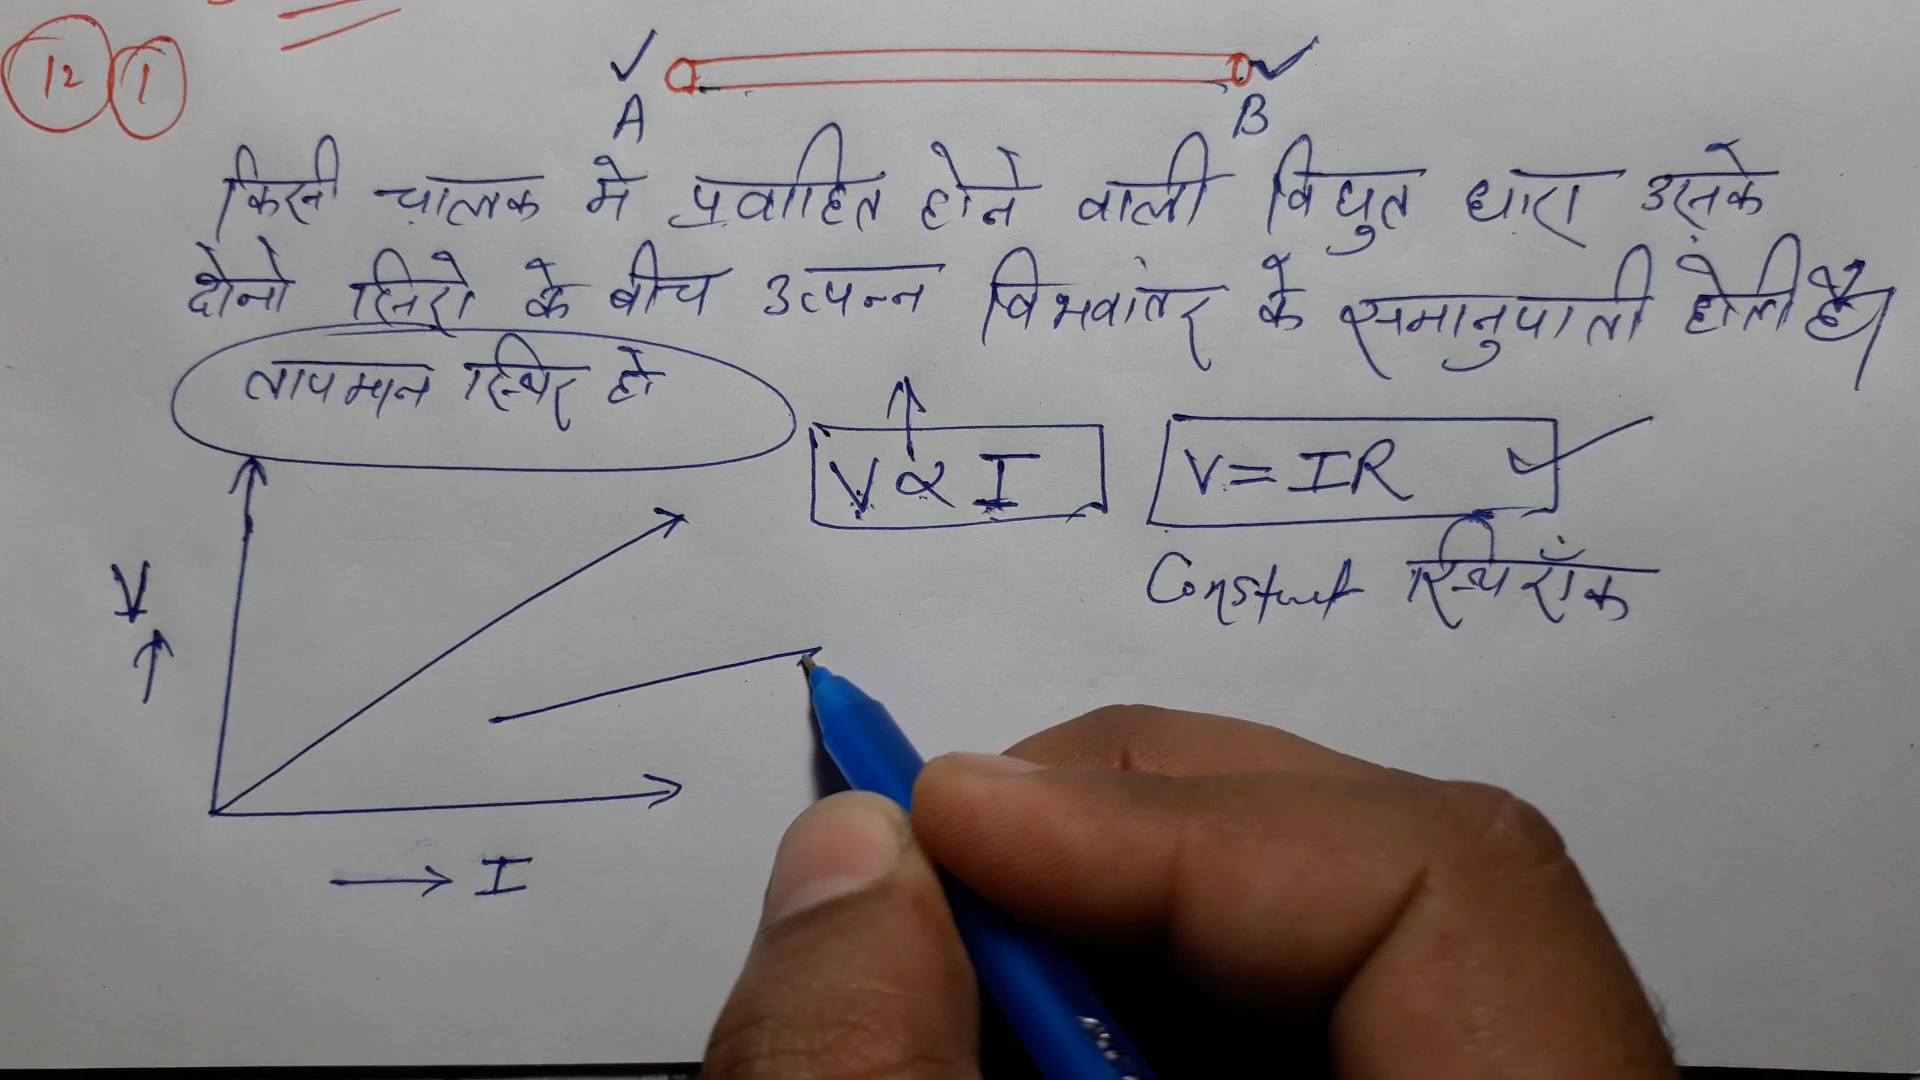 12 1
A B
किसी चालक मे प्रवाहित होने वाली विधुत धारा उसके
दोनो सिरो के बीच उत्पन्न विभवांतर के समानुपाती होती है।
तापमान स्थिर हो
V ∝ I V = IR
Constant स्थिराँक
V
I